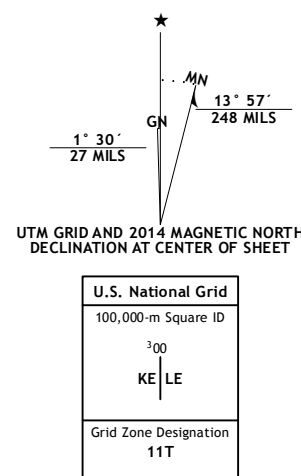 ★
MN
GN
13° 57´
248 MILS
1° 30´
27 MILS
UTM GRID AND 2014 MAGNETIC NORTH
DECLINATION AT CENTER OF SHEET
U.S. National Grid
100,000-m Square ID
³00
KE LE
Grid Zone Designation
11T